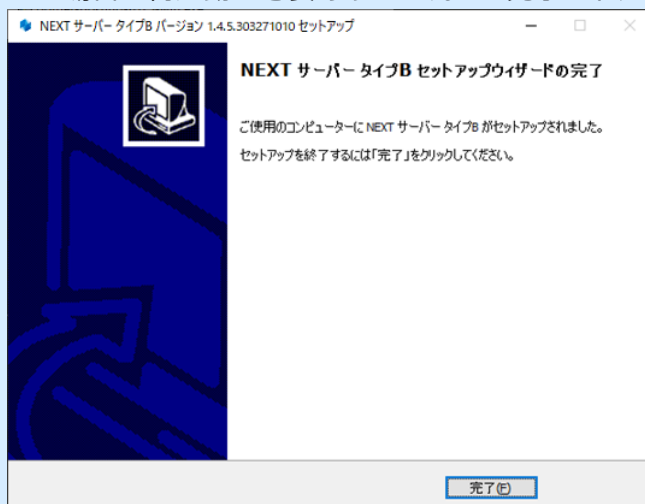 NEXT サーバー タイプB バージョン 1.4.5.303271010 セットアップ
NEXT サーバー タイプB セットアップウィザードの完了
ご使用のコンピューターに NEXT サーバー タイプB がセットアップされました。
セットアップを終了するには「完了」をクリックしてください。
完了(F)